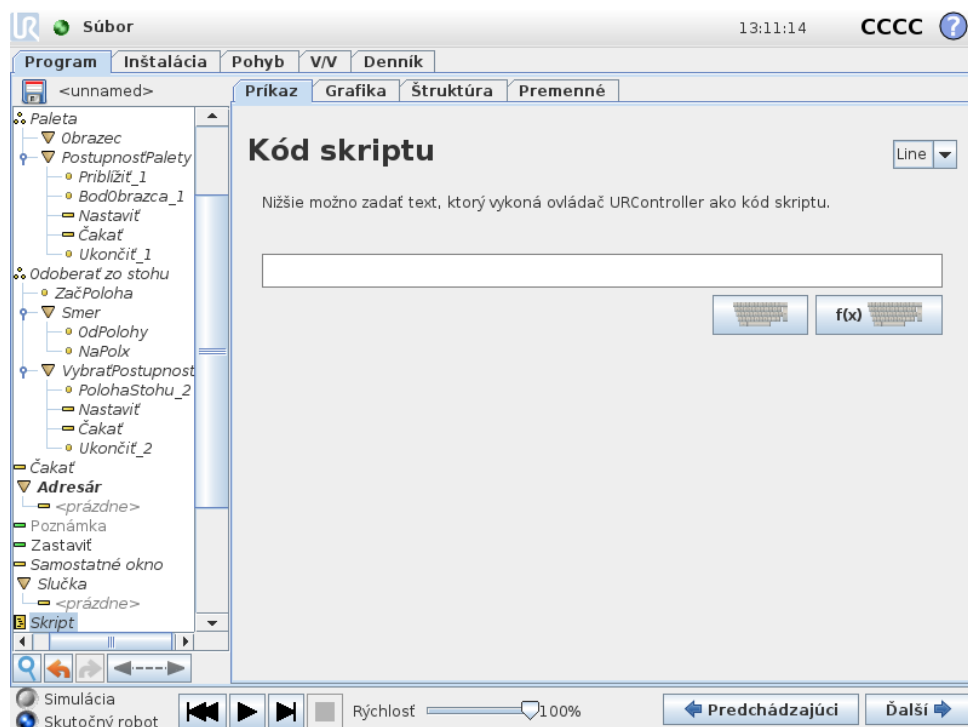 Súbor 13:11:14 CCCC ?
Program Inštalácia Pohyb V/V Denník
<unnamed> Príkaz Grafika Štruktúra Premenné
Paleta
Obrazec
PostupnosťPalety
Priblížiť_1
BodObrazca_1
Nastaviť
Čakať
Ukončiť_1
Odoberať zo stohu
ZačPoloha
Smer
OdPolohy
NaPolx
VybraťPostupnost
PolohaStohu_2
Nastaviť
Čakať
Ukončiť_2
Čakať
Adresár
<prázdne>
Poznámka
Zastaviť
Samostatné okno
Slučka
<prázdne>
Skript
Kód skriptu
Line
Nižšie možno zadať text, ktorý vykoná ovládač URController ako kód skriptu.
f(x)
Simulácia
Skutočný robot
Rýchlosť 100%
Predchádzajúci Ďalší